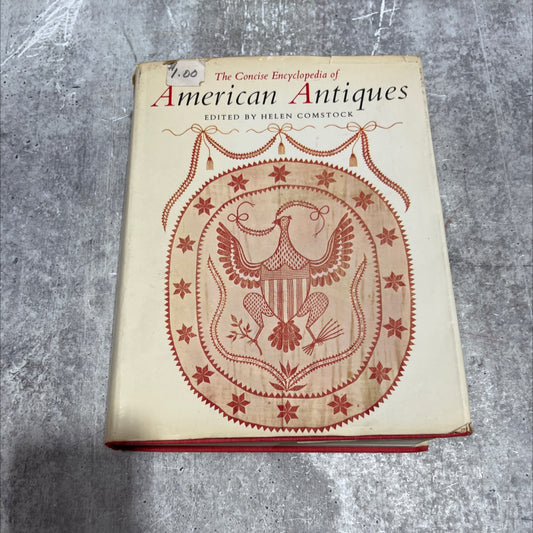 1.00
The Concise Encyclopedia of
American Antiques
EDITED BY HELEN COMSTOCK